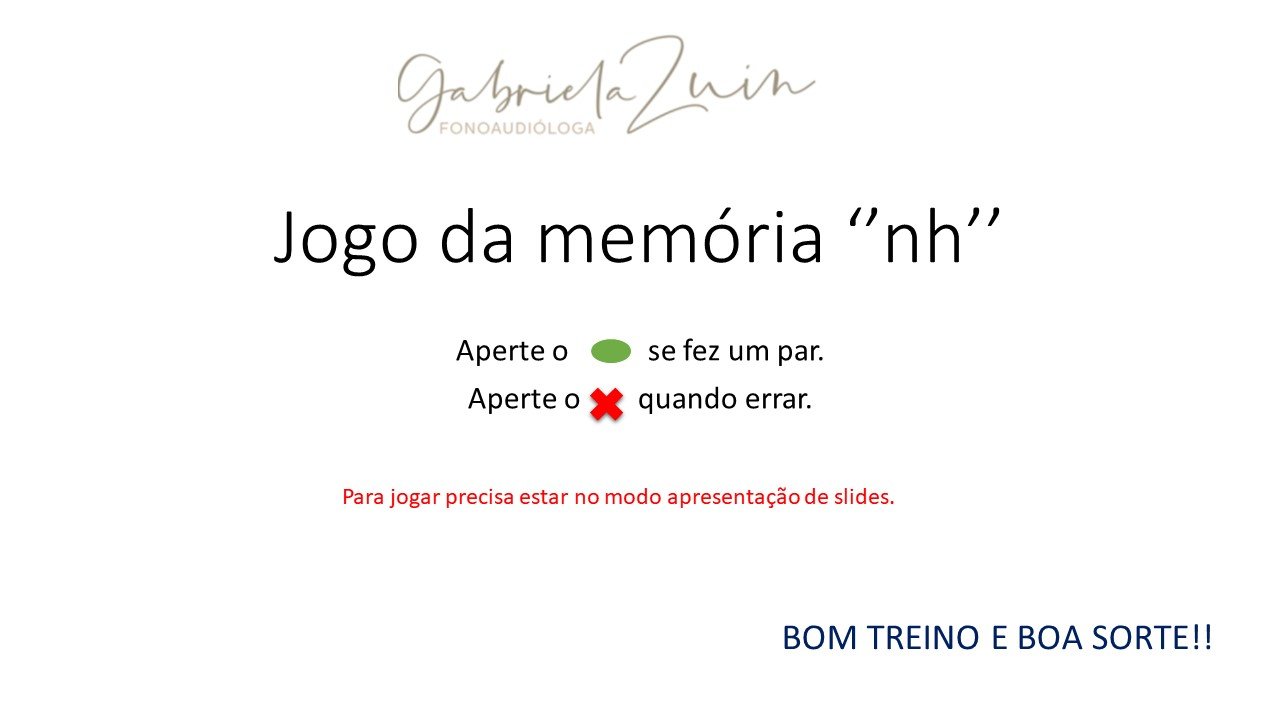 Gabriela Zuin
FONOAUDIÓLOGA
Jogo da memória ‘’nh’’
Aperte o se fez um par.
Aperte o quando errar.
Para jogar precisa estar no modo apresentação de slides.
BOM TREINO E BOA SORTE!!